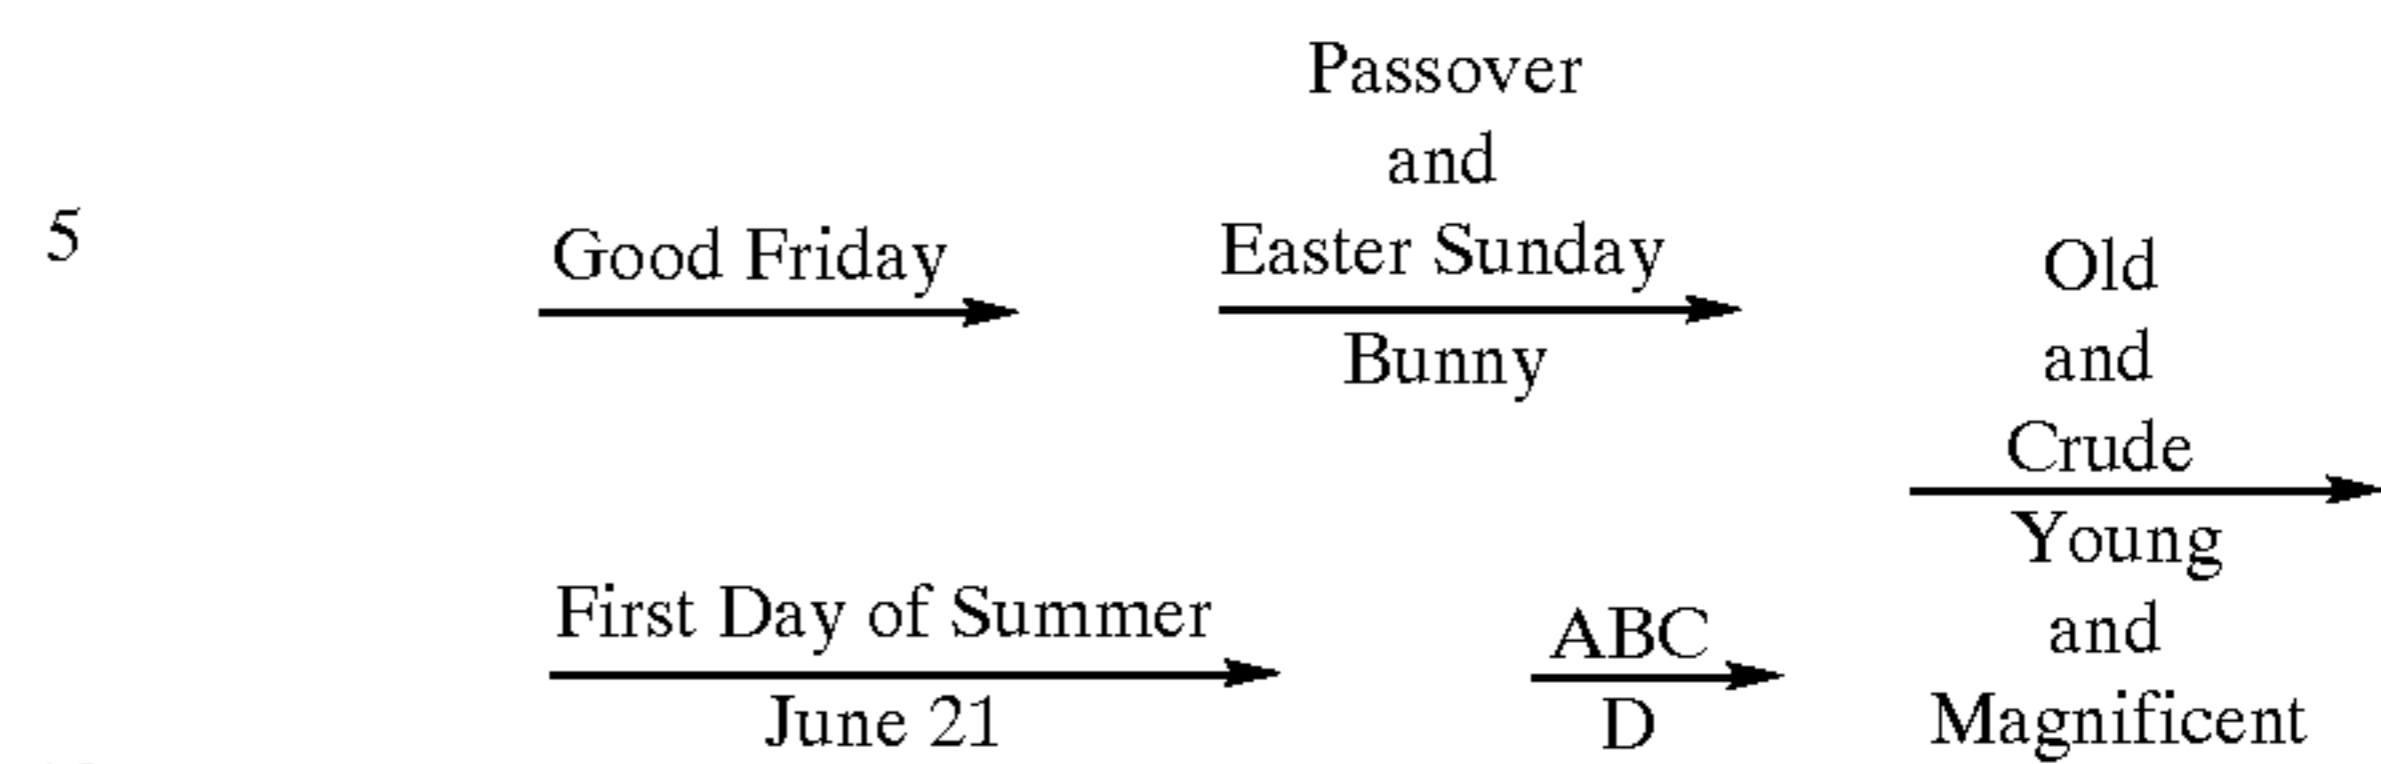 5
Good Friday
Passover
and
Easter Sunday
Bunny
Old
and
Crude
Young
and
Magnificent
First Day of Summer
June 21
ABC
D